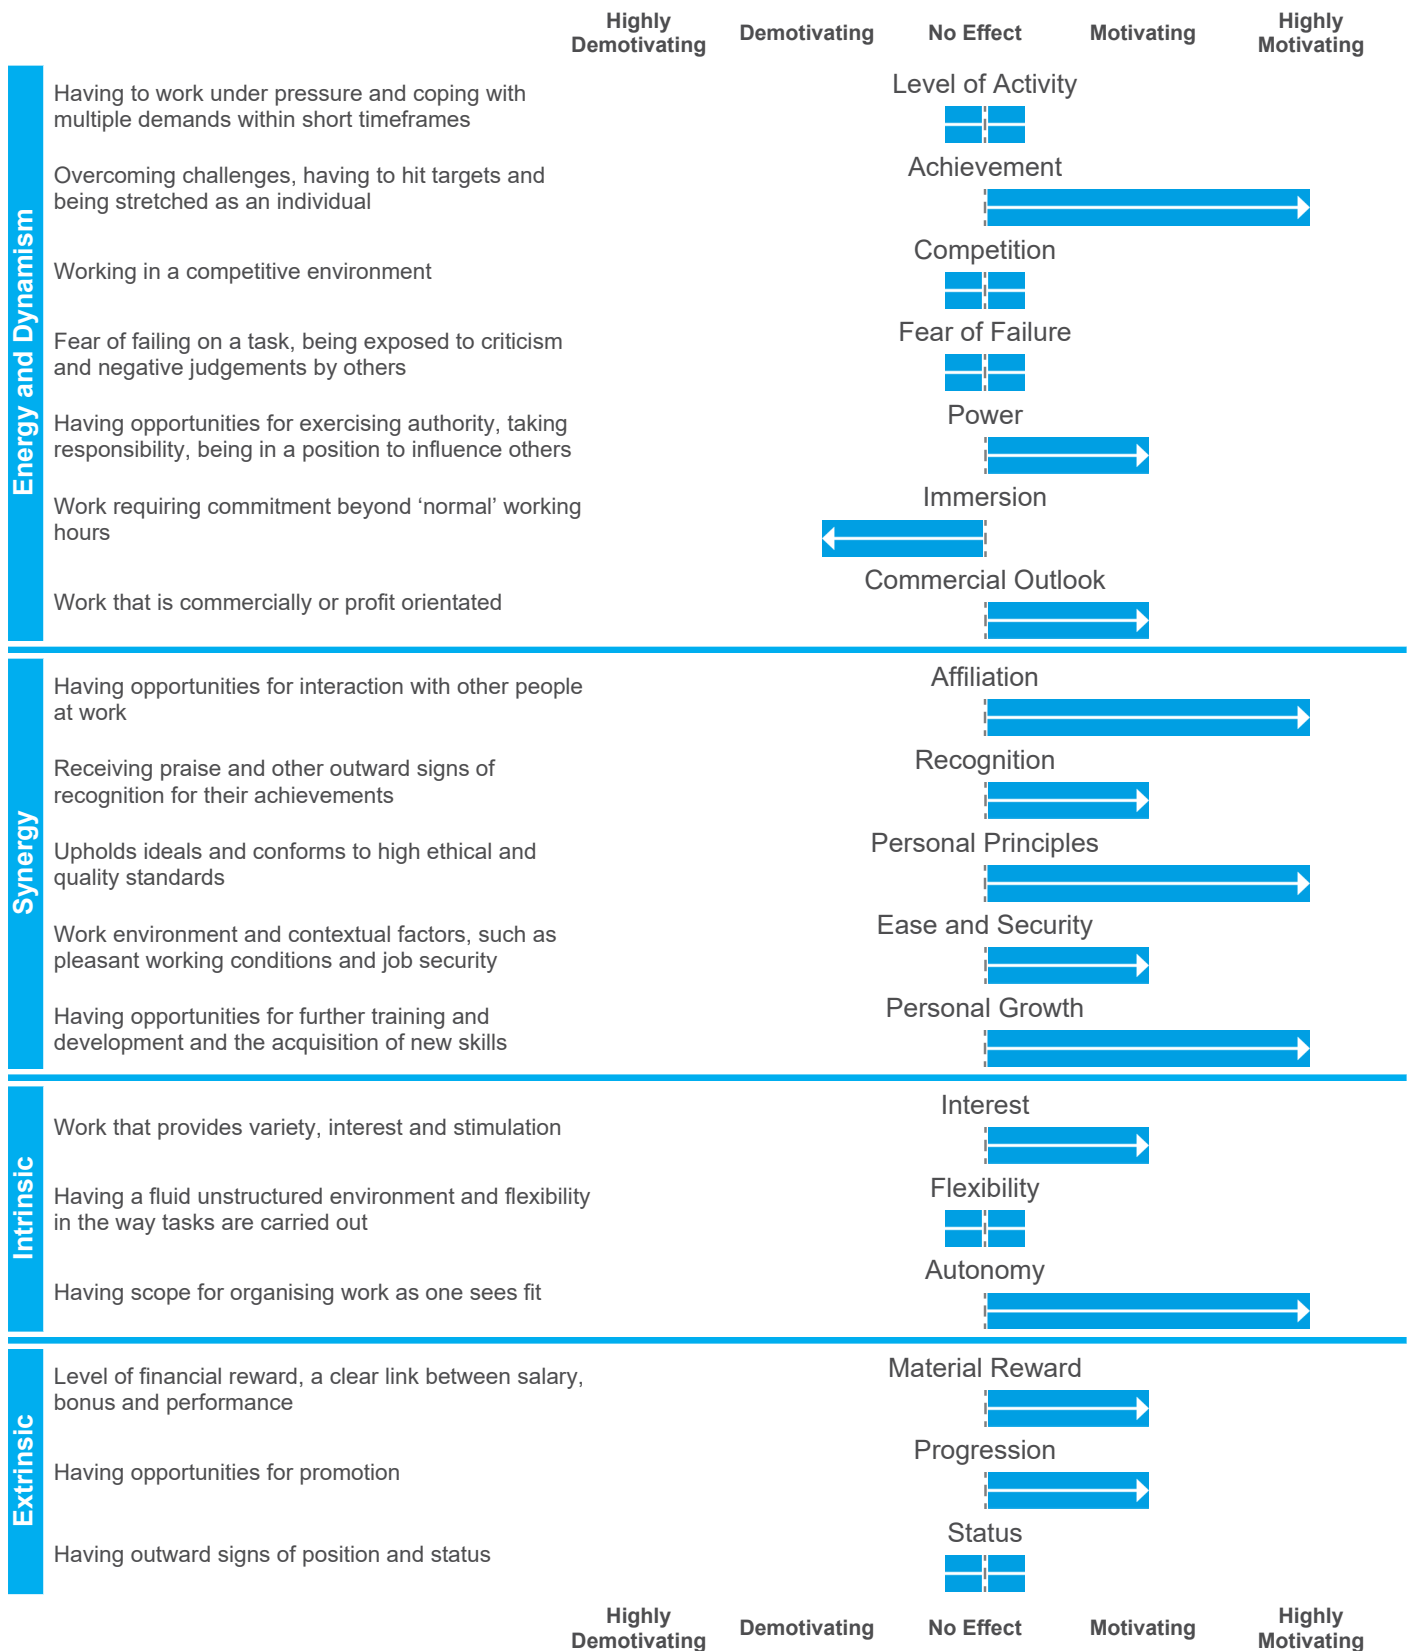 Highly
Demotivating
Demotivating
No Effect
Motivating
Highly
Motivating
Energy and Dynamism
Having to work under pressure and coping with
multiple demands within short timeframes
Level of Activity
Overcoming challenges, having to hit targets and
being stretched as an individual
Achievement
Working in a competitive environment
Competition
Fear of failing on a task, being exposed to criticism
and negative judgements by others
Fear of Failure
Having opportunities for exercising authority, taking
responsibility, being in a position to influence others
Power
Work requiring commitment beyond ‘normal’ working
hours
Immersion
Work that is commercially or profit orientated
Commercial Outlook
Synergy
Having opportunities for interaction with other people
at work
Affiliation
Receiving praise and other outward signs of
recognition for their achievements
Recognition
Upholds ideals and conforms to high ethical and
quality standards
Personal Principles
Work environment and contextual factors, such as
pleasant working conditions and job security
Ease and Security
Having opportunities for further training and
development and the acquisition of new skills
Personal Growth
Intrinsic
Work that provides variety, interest and stimulation
Interest
Having a fluid unstructured environment and flexibility
in the way tasks are carried out
Flexibility
Having scope for organising work as one sees fit
Autonomy
Extrinsic
Level of financial reward, a clear link between salary,
bonus and performance
Material Reward
Having opportunities for promotion
Progression
Having outward signs of position and status
Status
Highly
Demotivating
Demotivating
No Effect
Motivating
Highly
Motivating